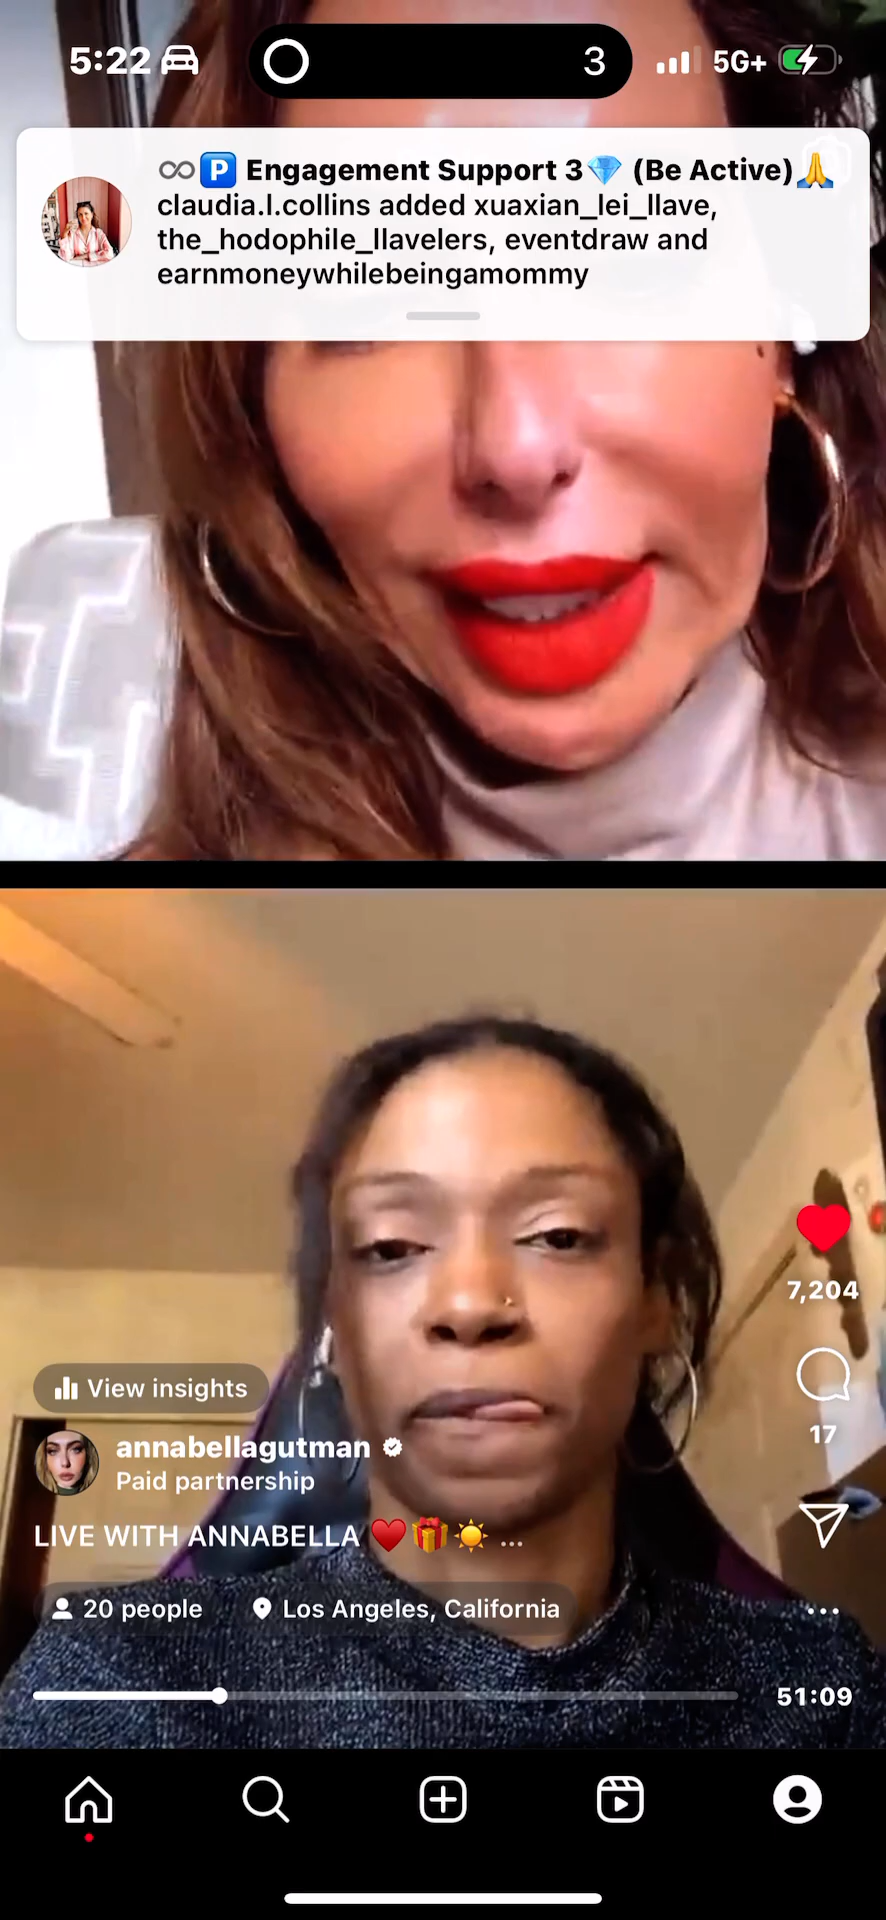 5:22
3
5G+
∞🅿️ Engagement Support 3💎 (Be Active)🙏
claudia.l.collins added xuaxian_lei_llave,
the_hodophile_llavelers, eventdraw and
earnmoneywhilebeingamommy
7,204
View insights
17
annabellagutman
Paid partnership
LIVE WITH ANNABELLA ❤️🎁☀️ ...
20 people
Los Angeles, California
51:09